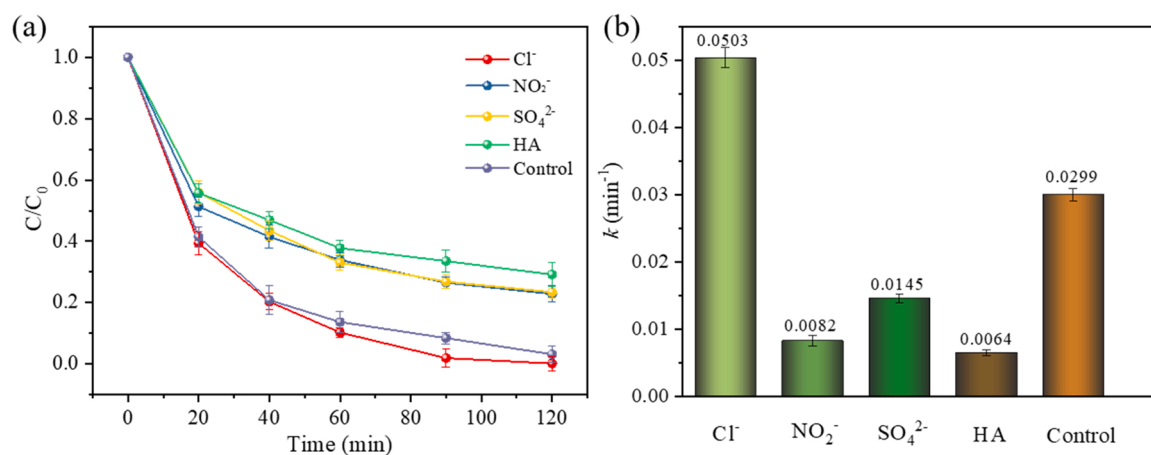 (a)
1.0
0.8
0.6
0.4
0.2
0.0
C/C₀
0
20
40
60
80
100
120
Time (min)
Cl⁻
NO₂⁻
SO₄²⁻
HA
Control
(b)
0.05
0.04
0.03
0.02
0.01
0.00
k (min⁻¹)
0.0503
0.0082
0.0145
0.0064
0.0299
Cl⁻
NO₂⁻
SO₄²⁻
HA
Control